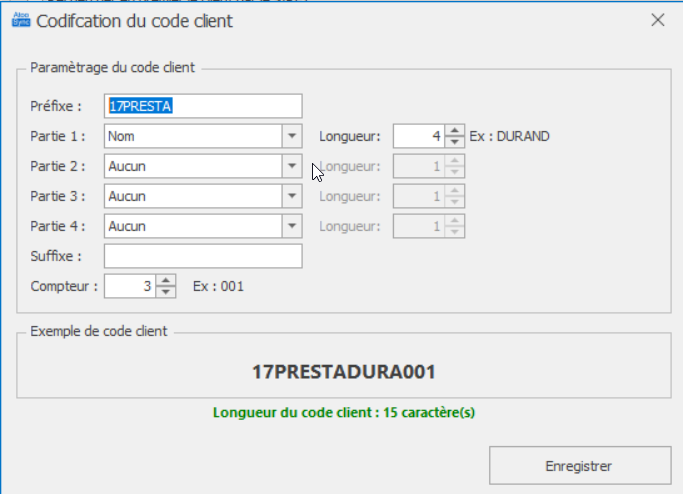 Atoo
Sync
Codifcation du code client
Paramètrage du code client
Préfixe : 17PRESTA
Partie 1 : Nom Longueur: 4 Ex : DURAND
Partie 2 : Aucun Longueur: 1
Partie 3 : Aucun Longueur: 1
Partie 4 : Aucun Longueur: 1
Suffixe :
Compteur : 3 Ex : 001
Exemple de code client
17PRESTADURA001
Longueur du code client : 15 caractère(s)
Enregistrer